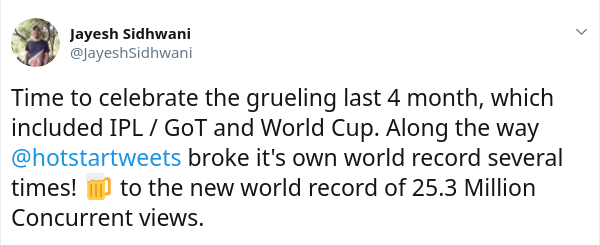 Jayesh Sidhwani
@JayeshSidhwani
Time to celebrate the grueling last 4 month, which
included IPL / GoT and World Cup. Along the way
@hotstartweets broke it's own world record several
times! 🍺 to the new world record of 25.3 Million
Concurrent views.